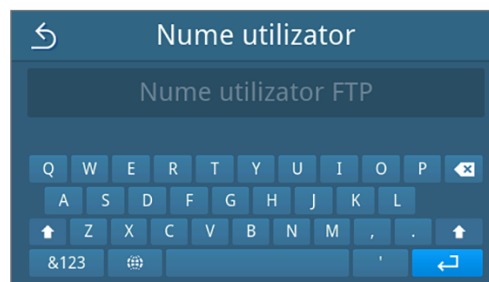 Nume utilizator
Nume utilizator FTP
Q W E R T Y U I O P
A S D F G H J K L
Z X C V B N M , .
&123 '